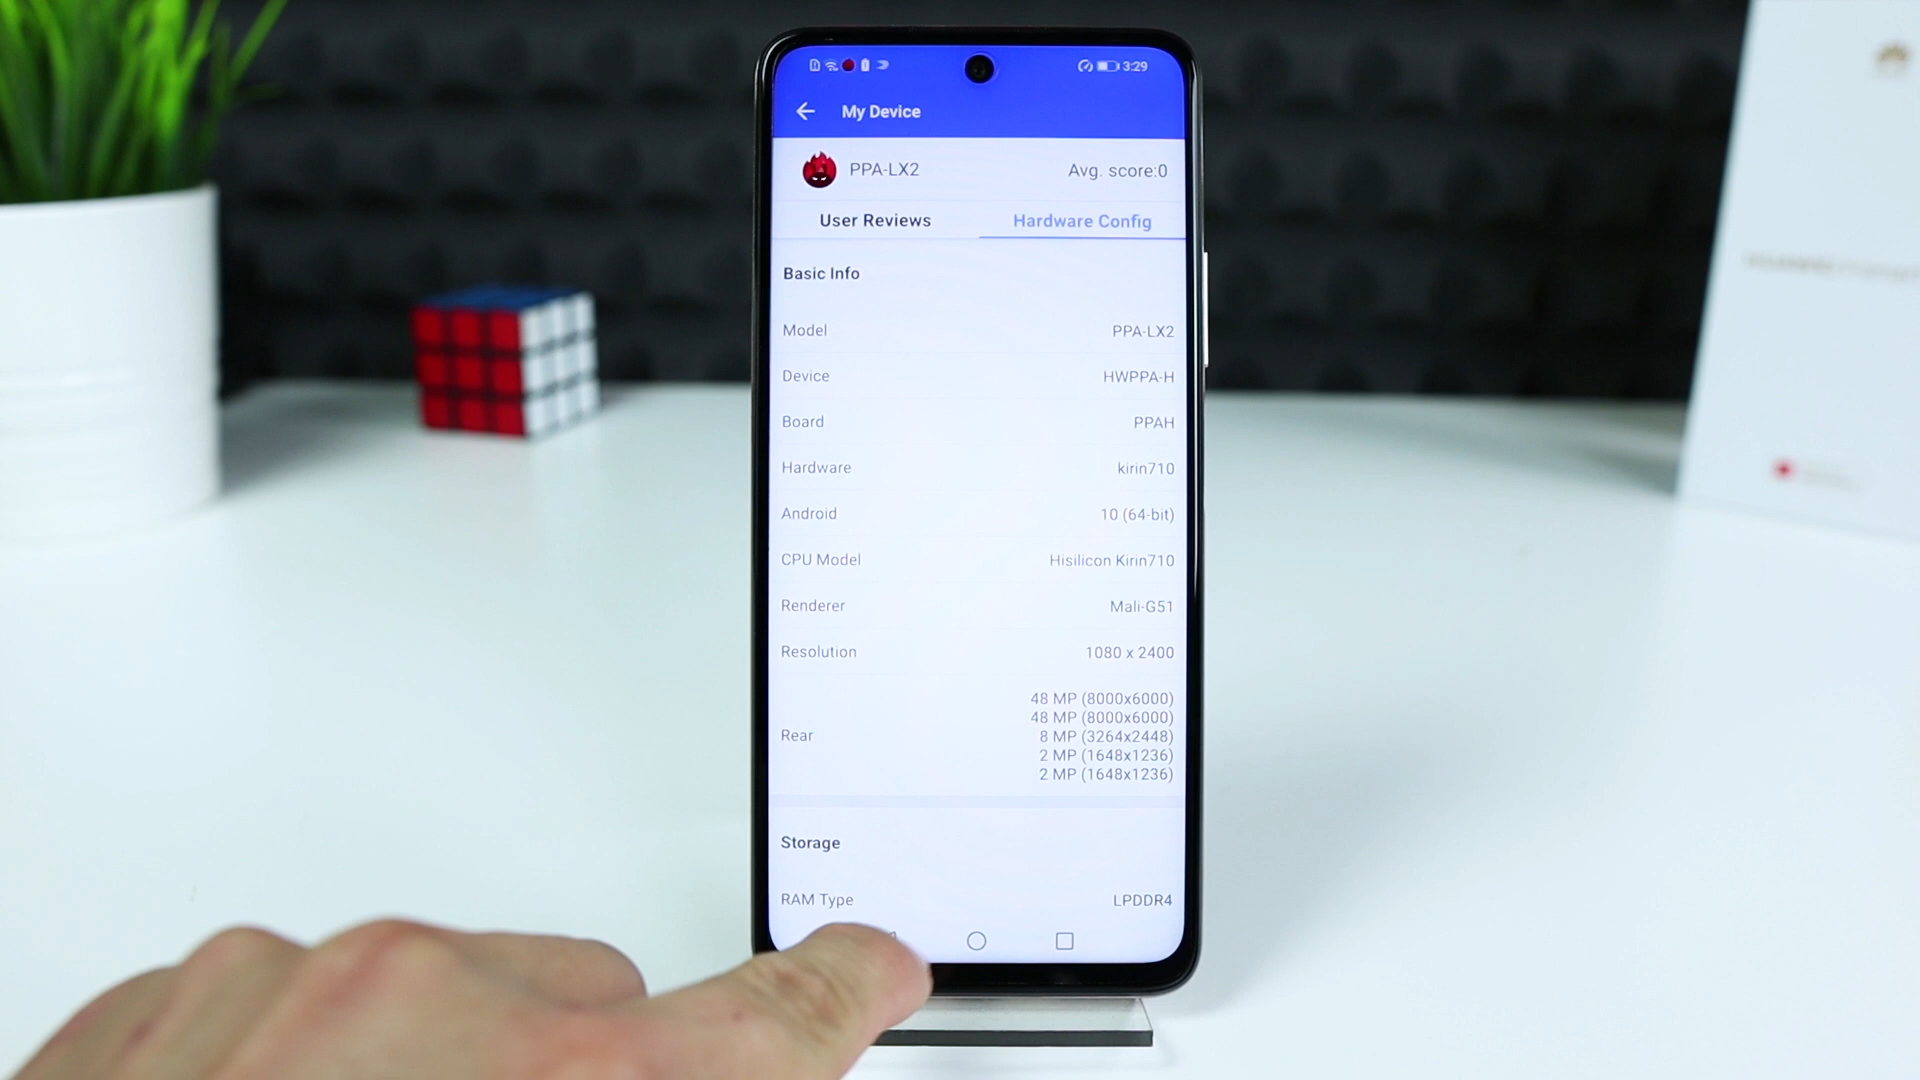 3:29
My Device
PPA-LX2 Avg. score:0
User Reviews Hardware Config
Basic Info
Model PPA-LX2
Device HWPPA-H
Board PPAH
Hardware kirin710
Android 10 (64-bit)
CPU Model Hisilicon Kirin710
Renderer Mali-G51
Resolution 1080 x 2400
48 MP (8000x6000)
48 MP (8000x6000)
Rear 8 MP (3264x2448)
2 MP (1648x1236)
2 MP (1648x1236)
Storage
RAM Type LPDDR4